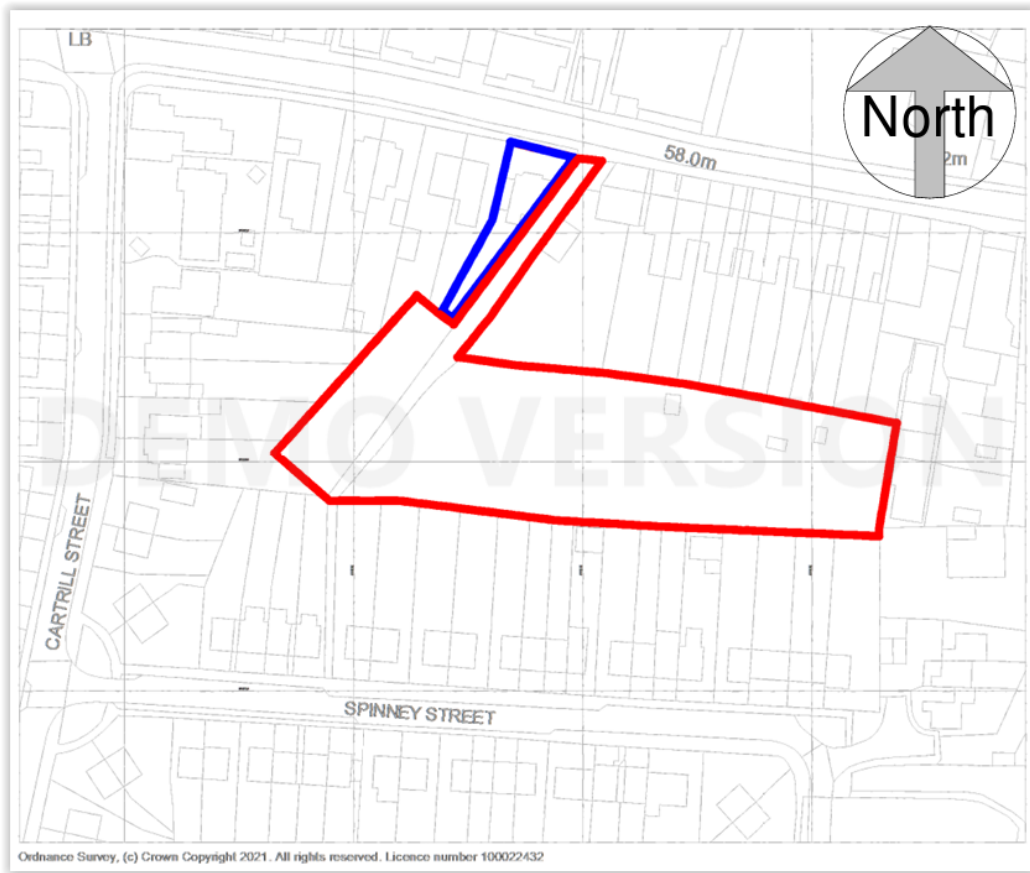 LB
North
58.0m
2m
DEMO VERSION
CARTRILL STREET
SPINNEY STREET
Ordnance Survey, (c) Crown Copyright 2021. All rights reserved. Licence number 100022432